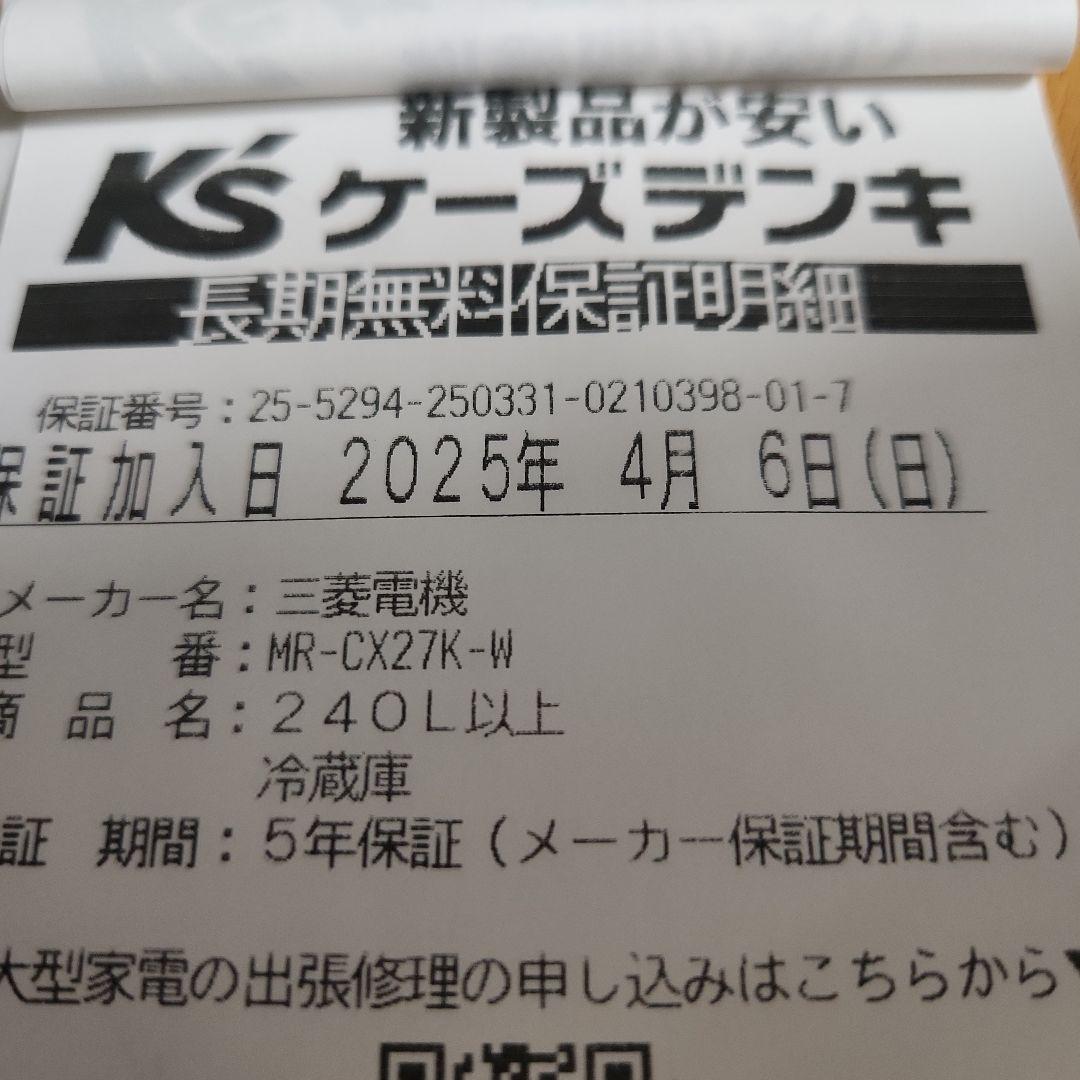 新製品が安い
K's ケーズデンキ
長期無料保証明細
保証番号：25-5294-250331-0210398-01-7
保証加入日 2025年 4月 6日(日)
メーカー名：三菱電機
型 番：MR-CX27K-W
商 品 名：２４０Ｌ以上
冷蔵庫
証 期間：５年保証（メーカー保証期間含む）
大型家電の出張修理の申し込みはこちらから▼